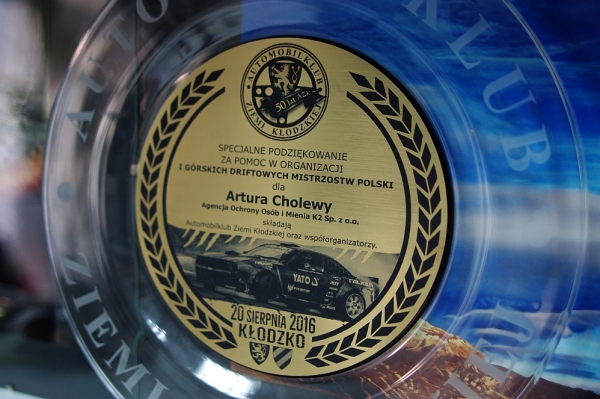 AUTOMOBILKLUB
50 lat AZK
ZIEMI KŁODZKIEJ
SPECJALNE PODZIĘKOWANIE
ZA POMOC W ORGANIZACJI
I GÓRSKICH DRIFTOWYCH MISTRZOSTW POLSKI
dla
Artura Cholewy
Agencja Ochrony Osób i Mienia K2 Sp. z o.o.
składają
Automobilklub Ziemi Kłodzkiej oraz współorganizatorzy.
YATO
20 SIERPNIA 2016
KŁODZKO
AUTO
KLUB
ZIEMI